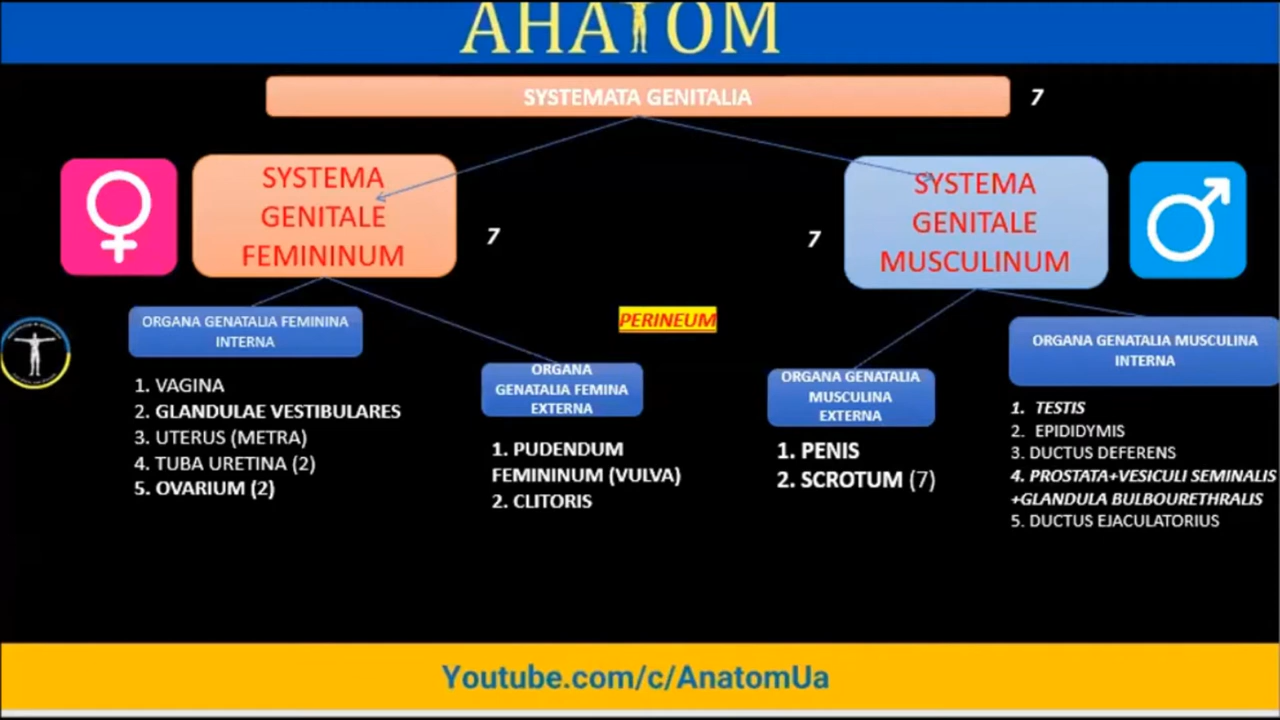 АНАТОМ
SYSTEMATA GENITALIA
7
SYSTEMA
GENITALE
FEMININUM
7
7
SYSTEMA
GENITALE
MUSCULINUM
PERINEUM
ORGANA GENATALIA FEMININA
INTERNA
1. VAGINA
2. GLANDULAE VESTIBULARES
3. UTERUS (METRA)
4. TUBA URETINA (2)
5. OVARIUM (2)
ORGANA
GENATALIA FEMINA
EXTERNA
1. PUDENDUM
FEMININUM (VULVA)
2. CLITORIS
ORGANA GENATALIA
MUSCULINA
EXTERNA
1. PENIS
2. SCROTUM (7)
ORGANA GENATALIA MUSCULINA
INTERNA
1. TESTIS
2. EPIDIDYMIS
3. DUCTUS DEFERENS
4. PROSTATA+VESICULI SEMINALIS
+GLANDULA BULBOURETHRALIS
5. DUCTUS EJACULATORIUS
Youtube.com/c/AnatomUa